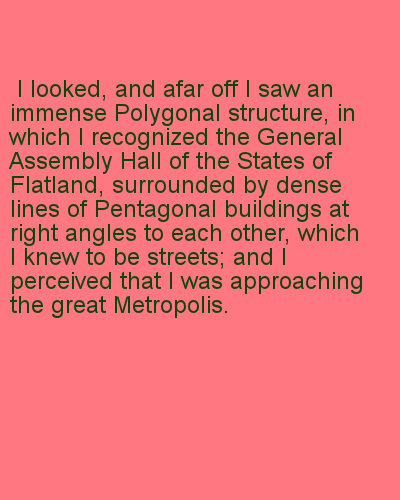 I looked, and afar off I saw an
immense Polygonal structure, in
which I recognized the General
Assembly Hall of the States of
Flatland, surrounded by dense
lines of Pentagonal buildings at
right angles to each other, which
I knew to be streets; and I
perceived that I was approaching
the great Metropolis.